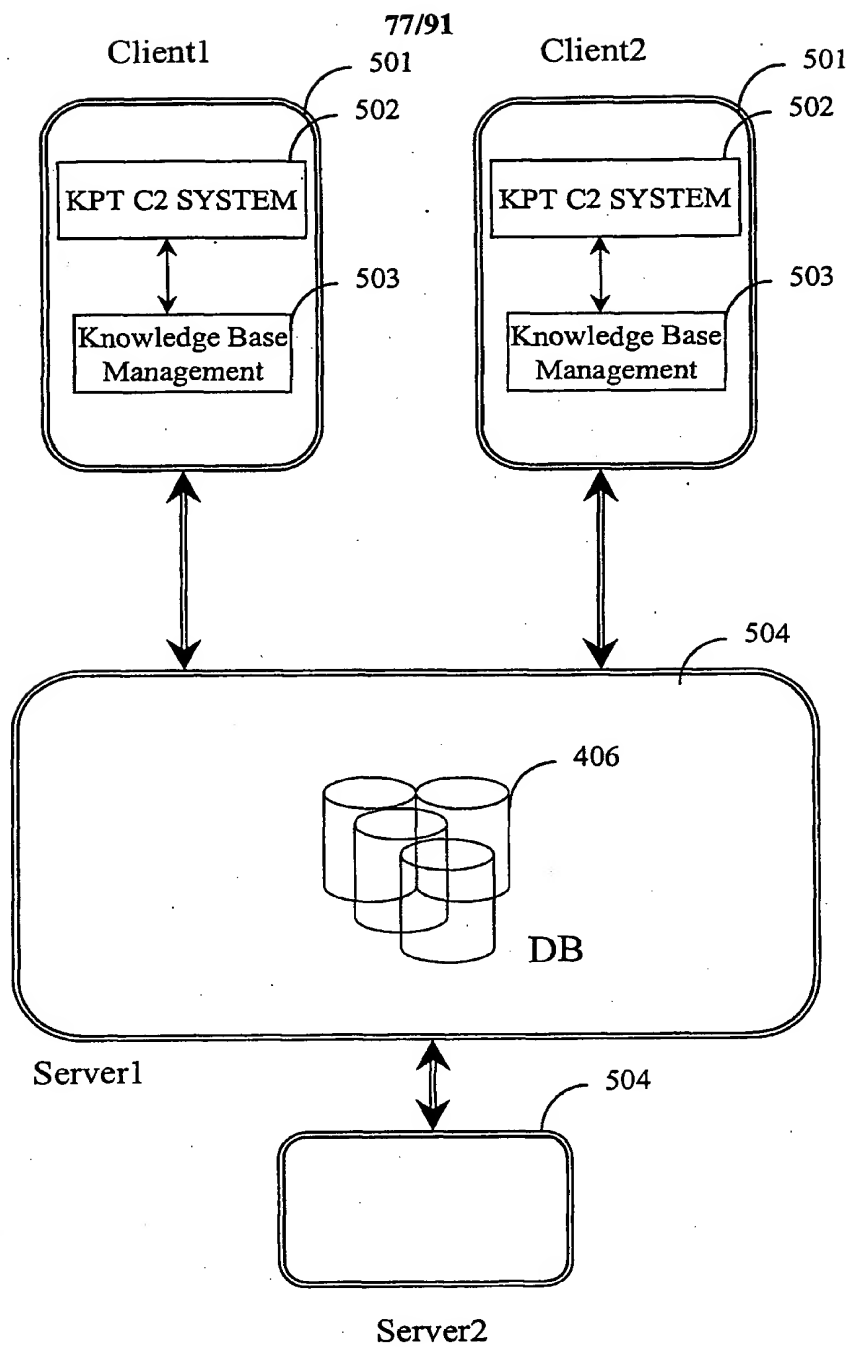 77/91
Client1
Client2
501
501
502
502
KPT C2 SYSTEM
KPT C2 SYSTEM
503
503
Knowledge Base
Management
Knowledge Base
Management
504
406
DB
Server1
504
Server2